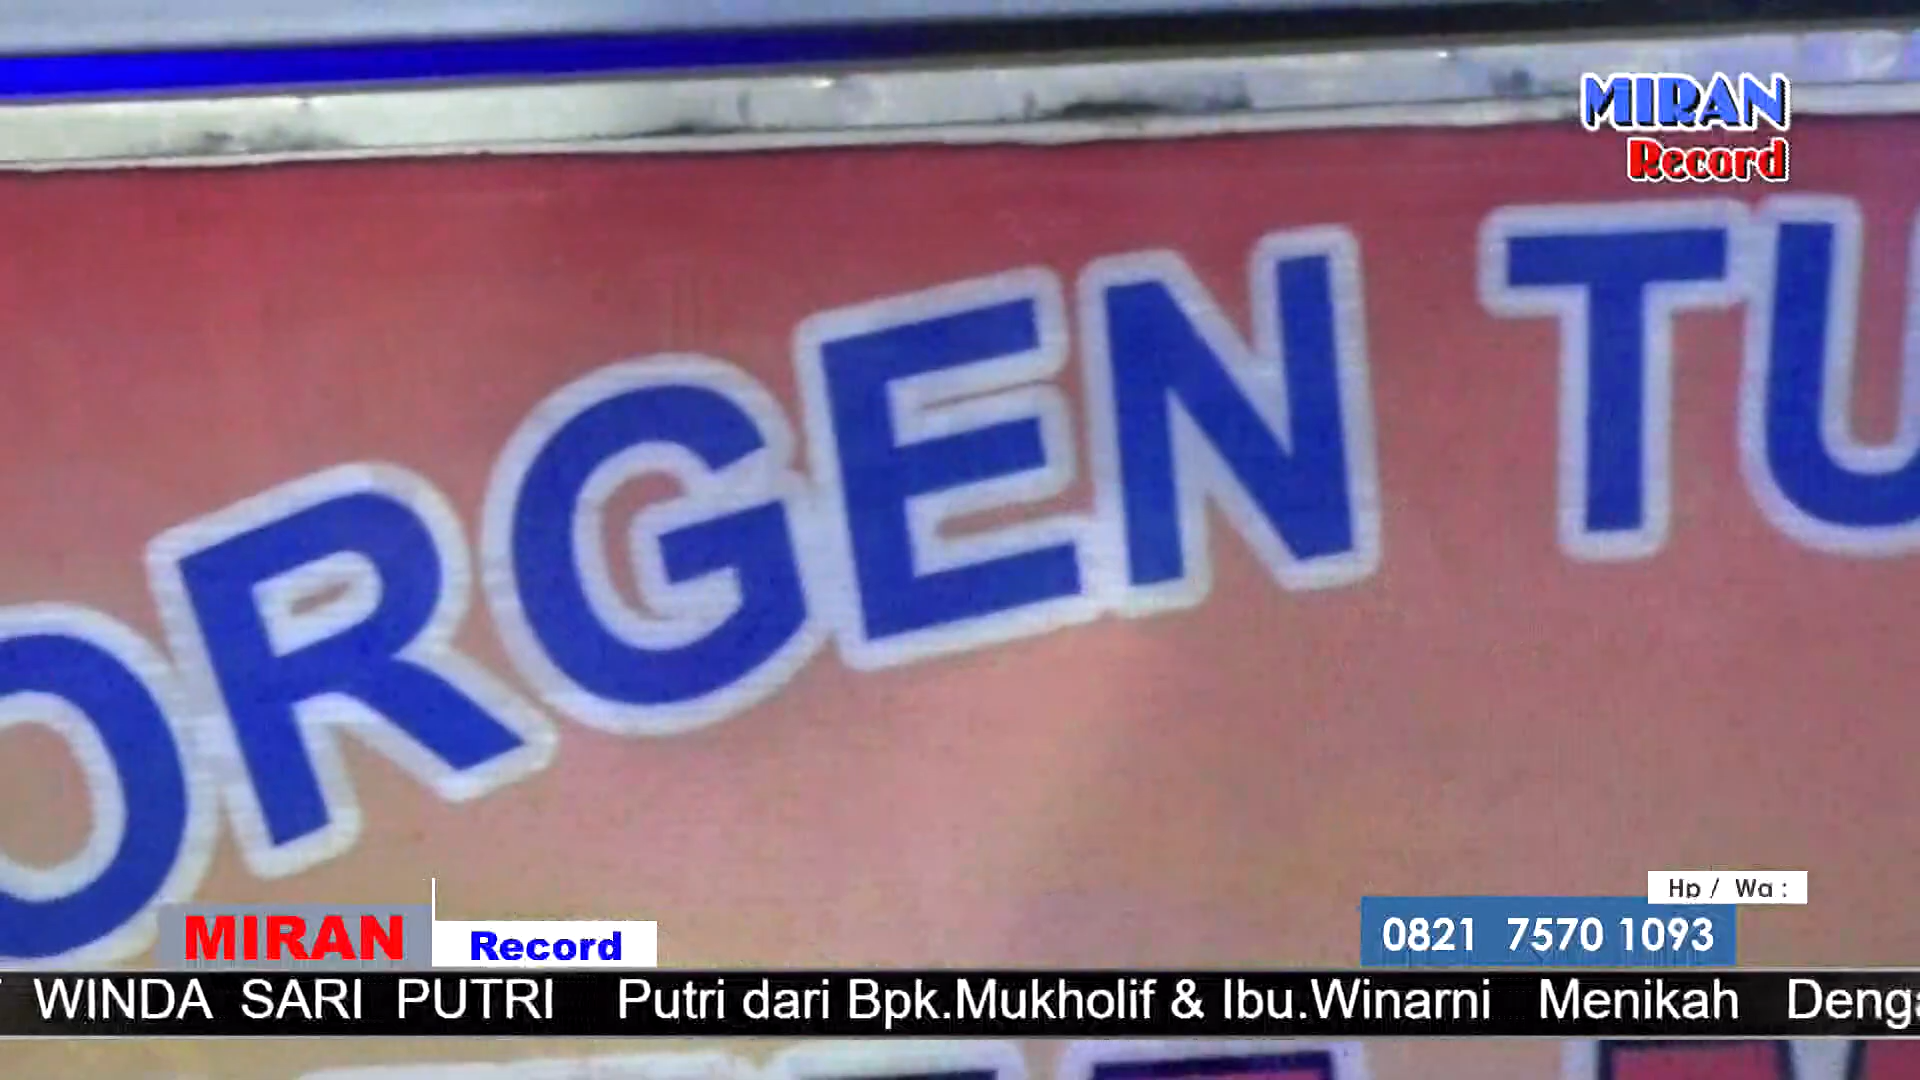 MIRAN
Record
ORGEN TU
Hp / Wa :
MIRAN
Record
0821 7570 1093
WINDA SARI PUTRI Putri dari Bpk.Mukholif & Ibu.Winarni Menikah Denga